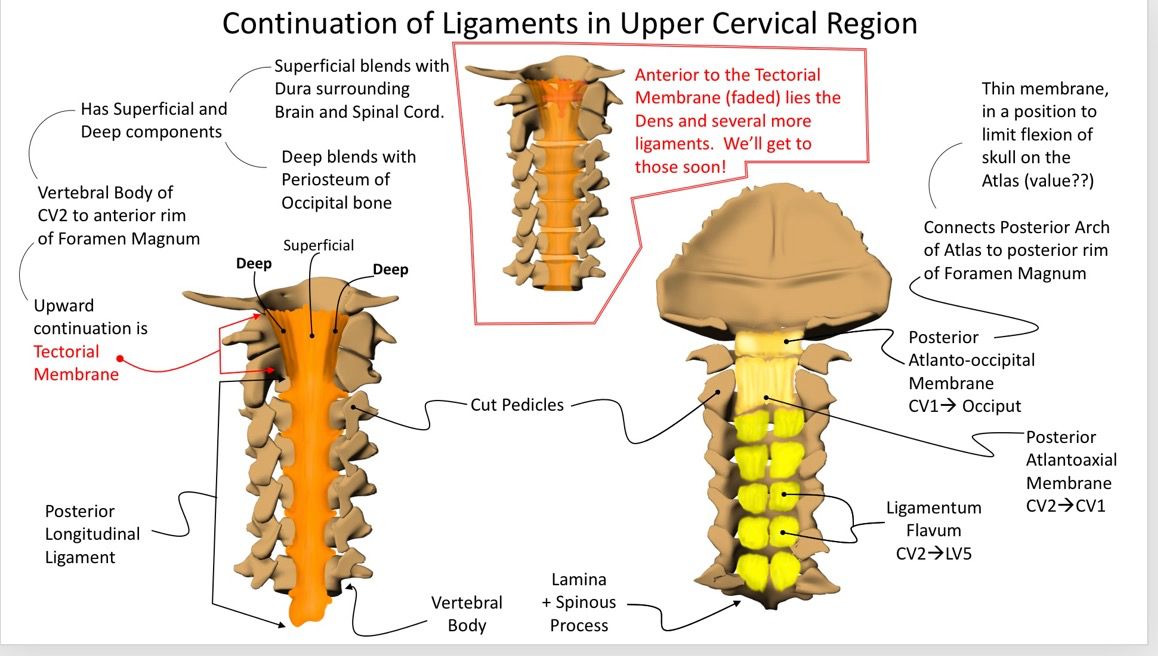 Continuation of Ligaments in Upper Cervical Region
Superficial blends with
Dura surrounding
Brain and Spinal Cord.
Has Superficial and
Deep components
Deep blends with
Periosteum of
Occipital bone
Vertebral Body of
CV2 to anterior rim
of Foramen Magnum
Superficial
Deep
Deep
Upward
continuation is
Tectorial
Membrane
Posterior
Longitudinal
Ligament
Cut Pedicles
Vertebral
Body
Lamina
+ Spinous
Process
Anterior to the Tectorial
Membrane (faded) lies the
Dens and several more
ligaments.  We’ll get to
those soon!
Thin membrane,
in a position to
limit flexion of
skull on the
Atlas (value??)
Connects Posterior Arch
of Atlas to posterior rim
of Foramen Magnum
Posterior
Atlanto-occipital
Membrane
CV1→ Occiput
Posterior
Atlantoaxial
Membrane
CV2→CV1
Ligamentum
Flavum
CV2→LV5